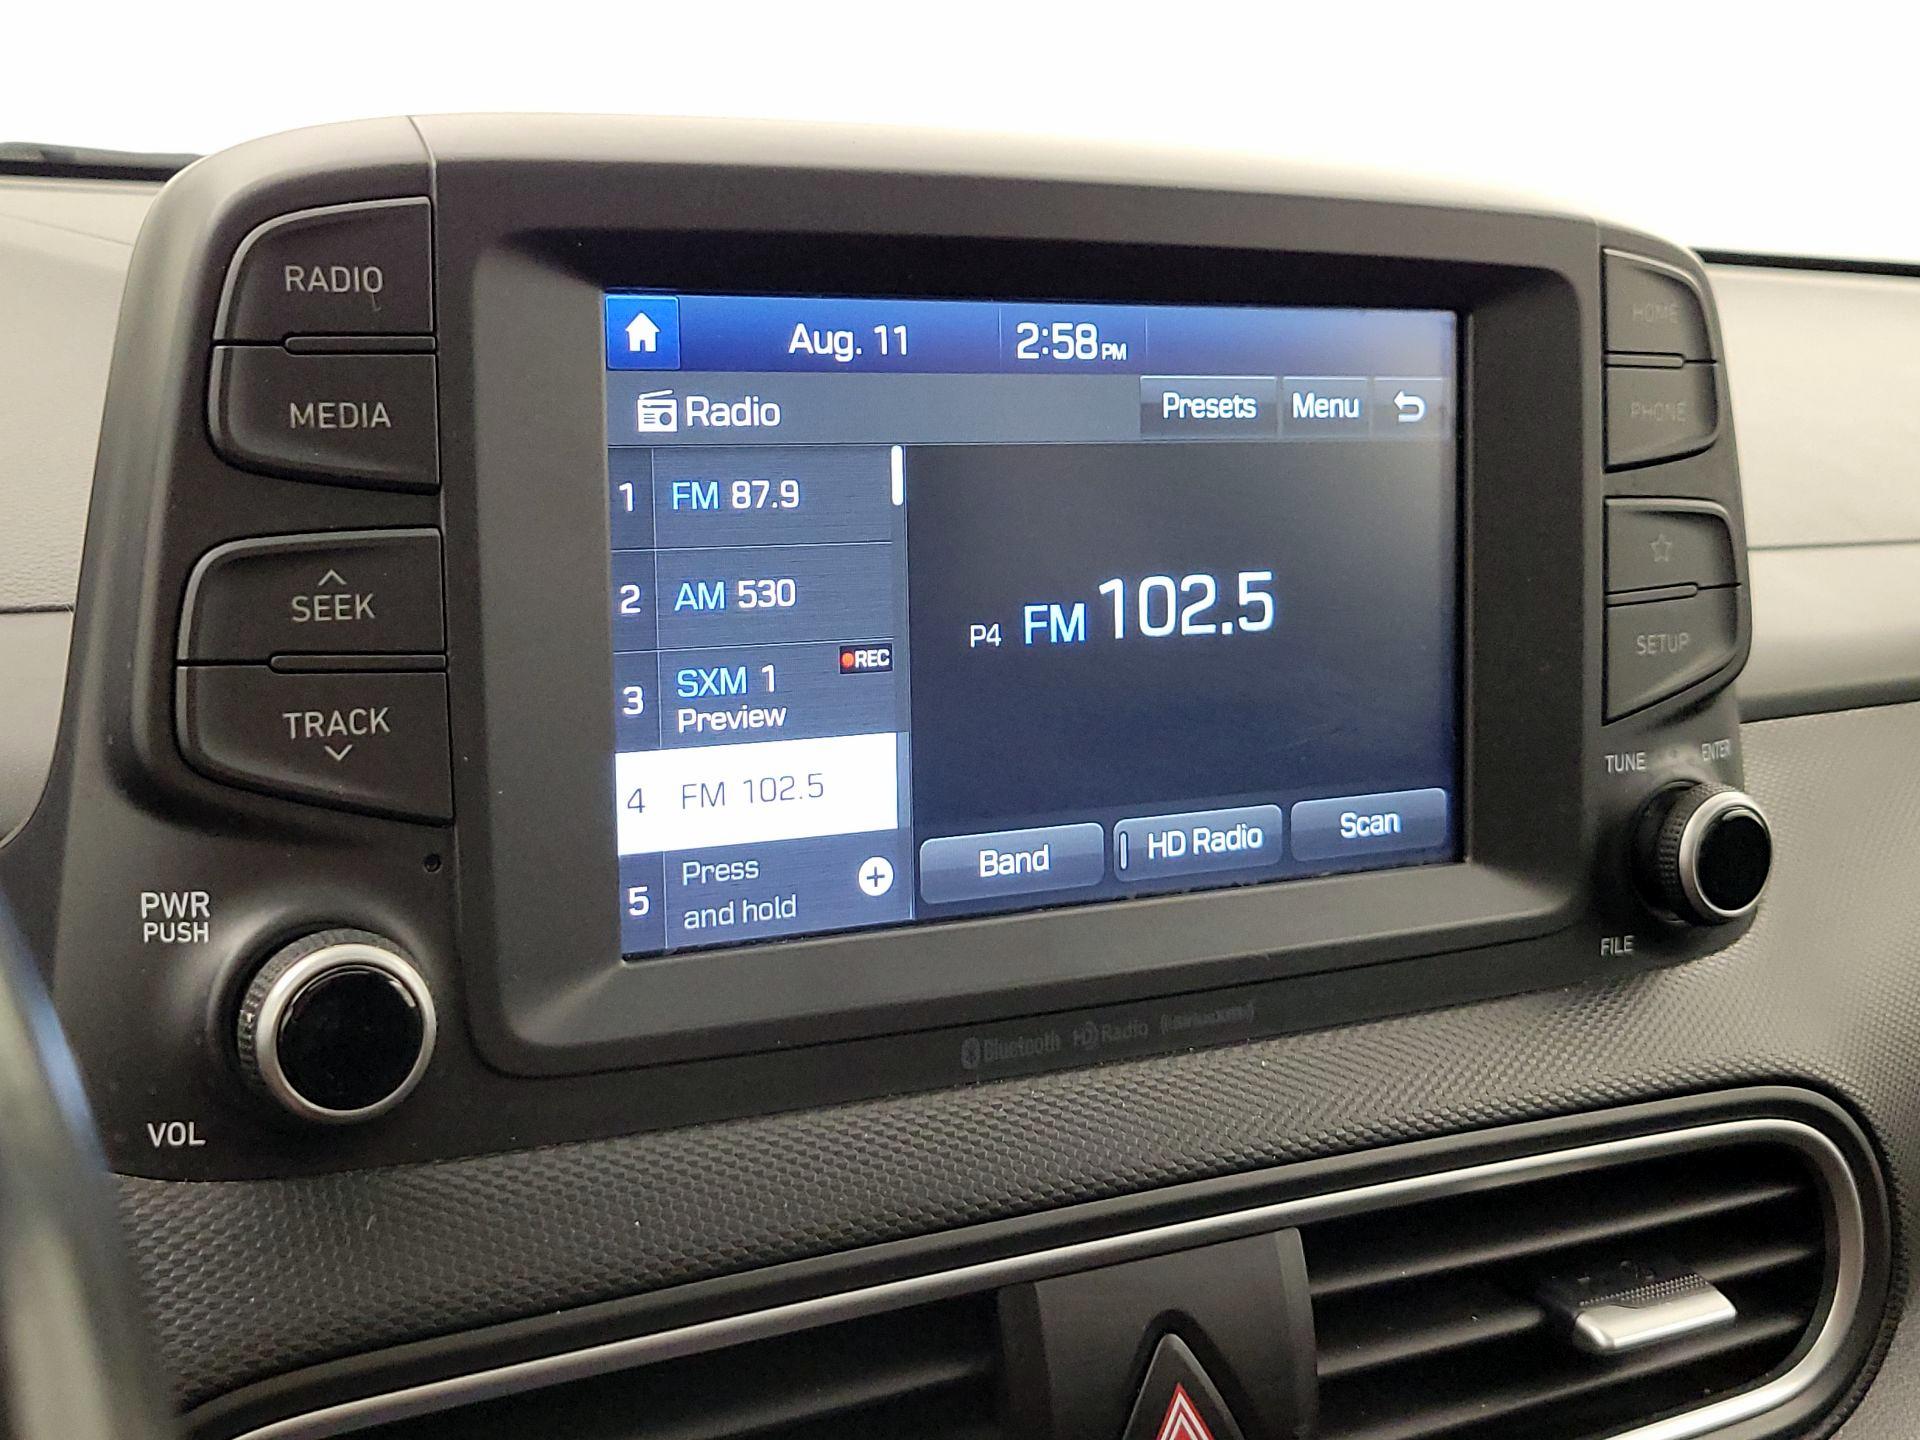 RADIO
MEDIA
SEEK
TRACK
PWR
PUSH
VOL
Aug. 11 2:58 PM
Radio
Presets Menu
1 FM 87.9
2 AM 530
3 SXM 1 REC
Preview
4 FM 102.5
5 Press
and hold
P4 FM 102.5
Band HD Radio Scan
HOME
PHONE
SETUP
TUNE ENTER
FILE
Bluetooth HD Radio (((SiriusXM)))